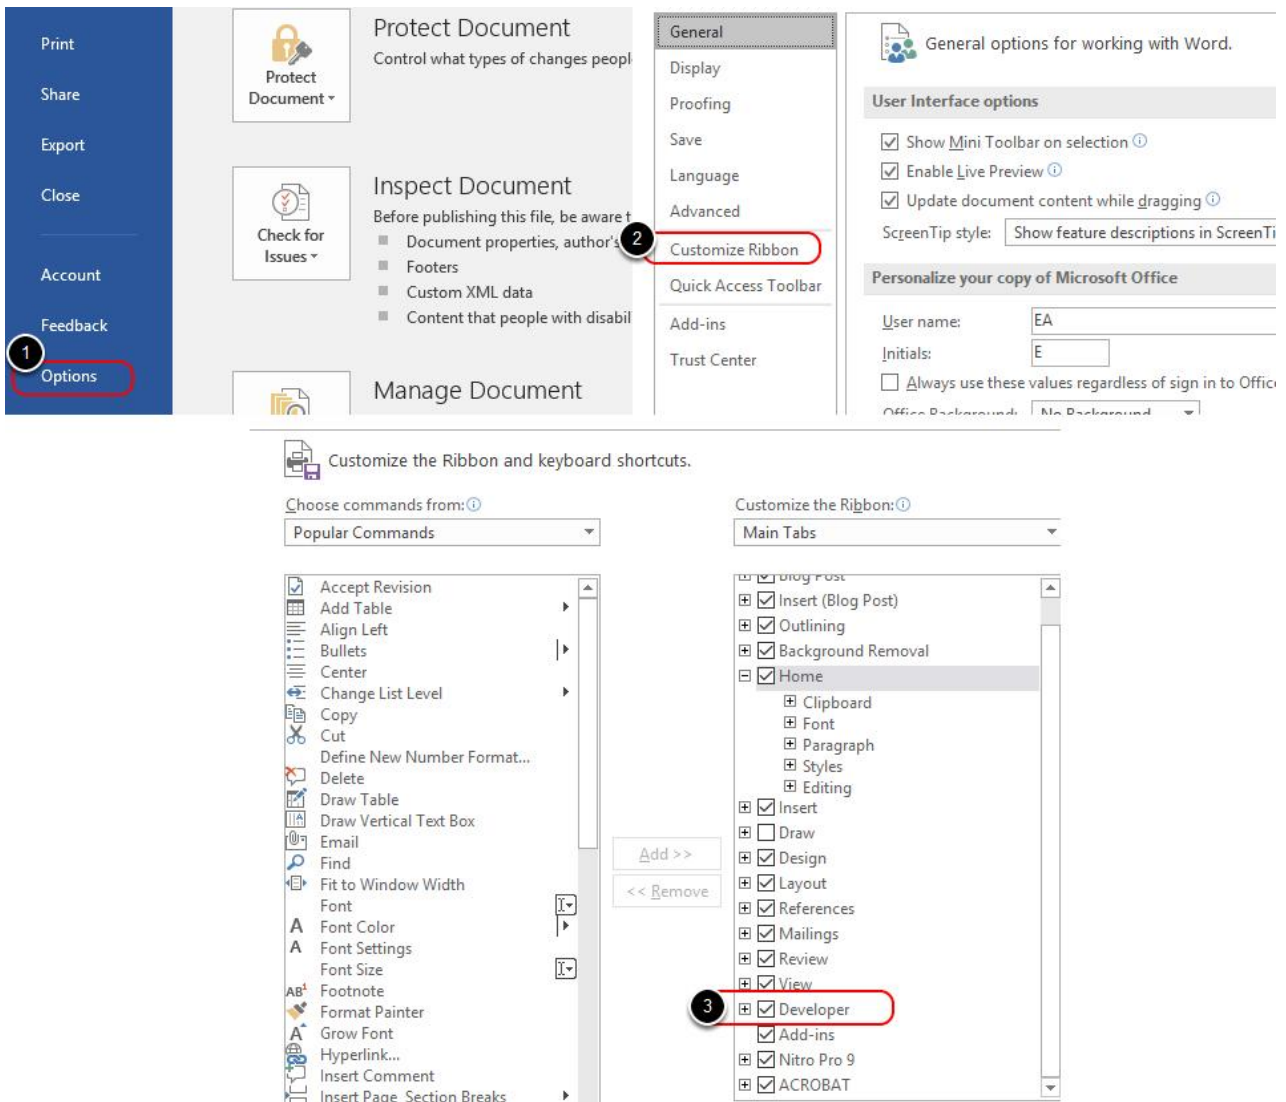 Print
Share
Export
Close
Account
Feedback
1
Options
Protect Document
Protect Document
Control what types of changes peopl
Check for Issues
Inspect Document
Before publishing this file, be aware t
Document properties, author's
Footers
Custom XML data
Content that people with disabil
Manage Document
General
Display
Proofing
Save
Language
Advanced
2
Customize Ribbon
Quick Access Toolbar
Add-ins
Trust Center
General options for working with Word.
User Interface options
Show Mini Toolbar on selection
Enable Live Preview
Update document content while dragging
ScreenTip style: Show feature descriptions in ScreenTi
Personalize your copy of Microsoft Office
User name: EA
Initials: E
Always use these values regardless of sign in to Office
Office Background: No Background
Customize the Ribbon and keyboard shortcuts.
Choose commands from:
Popular Commands
Accept Revision
Add Table
Align Left
Bullets
Center
Change List Level
Copy
Cut
Define New Number Format...
Delete
Draw Table
Draw Vertical Text Box
Email
Find
Fit to Window Width
Font
Font Color
Font Settings
Font Size
Footnote
Format Painter
Grow Font
Hyperlink...
Insert Comment
Insert Page Section Breaks
Add >>
<< Remove
Customize the Ribbon:
Main Tabs
Blog Post
Insert (Blog Post)
Outlining
Background Removal
Home
Clipboard
Font
Paragraph
Styles
Editing
Insert
Draw
Design
Layout
References
Mailings
Review
View
3
Developer
Add-ins
Nitro Pro 9
ACROBAT